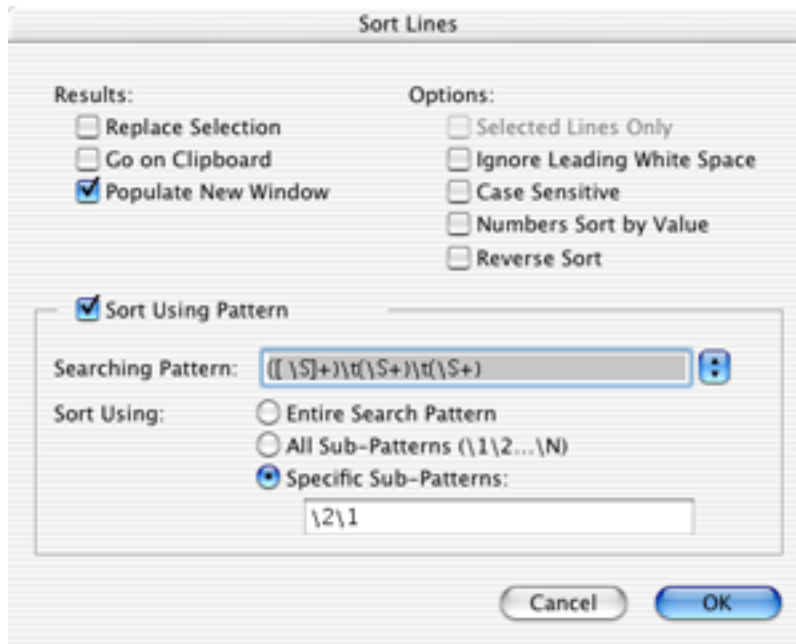 Sort Lines
Results:
Replace Selection
Go on Clipboard
Populate New Window
Options:
Selected Lines Only
Ignore Leading White Space
Case Sensitive
Numbers Sort by Value
Reverse Sort
Sort Using Pattern
Searching Pattern: ([ \S]+)\t(\S+)\t(\S+)
Sort Using: Entire Search Pattern
All Sub-Patterns (\1\2...\N)
Specific Sub-Patterns:
\2\1
Cancel OK